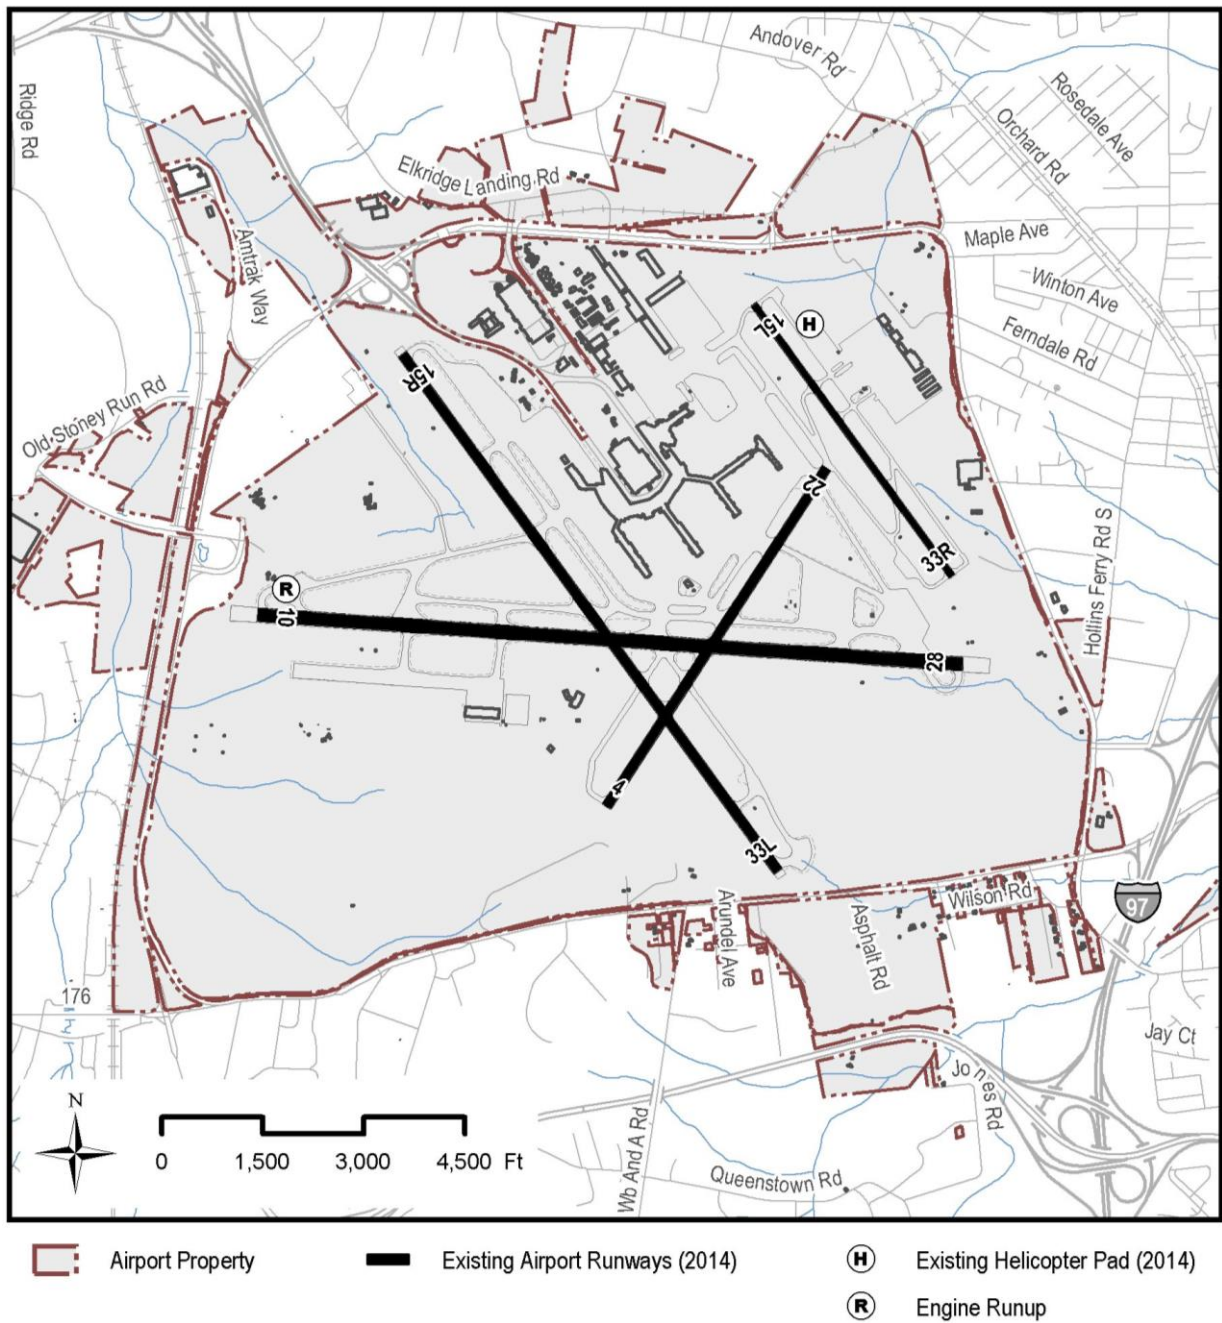 Andover Rd
Ridge Rd
Rosedale Ave
Orchard Rd
Elkridge Landing Rd
Maple Ave
Amtrak Way
Winton Ave
15L
H
Ferndale Rd
15R
Old Stoney Run Rd
22
33R
Hollins Ferry Rd S
R
10
28
4
33L
Wilson Rd
97
Arundel Ave
Asphalt Rd
176
Jay Ct
Jones Rd
N
0 1,500 3,000 4,500 Ft
Wb And A Rd
Queenstown Rd
Airport Property
Existing Airport Runways (2014)
H Existing Helicopter Pad (2014)
R Engine Runup